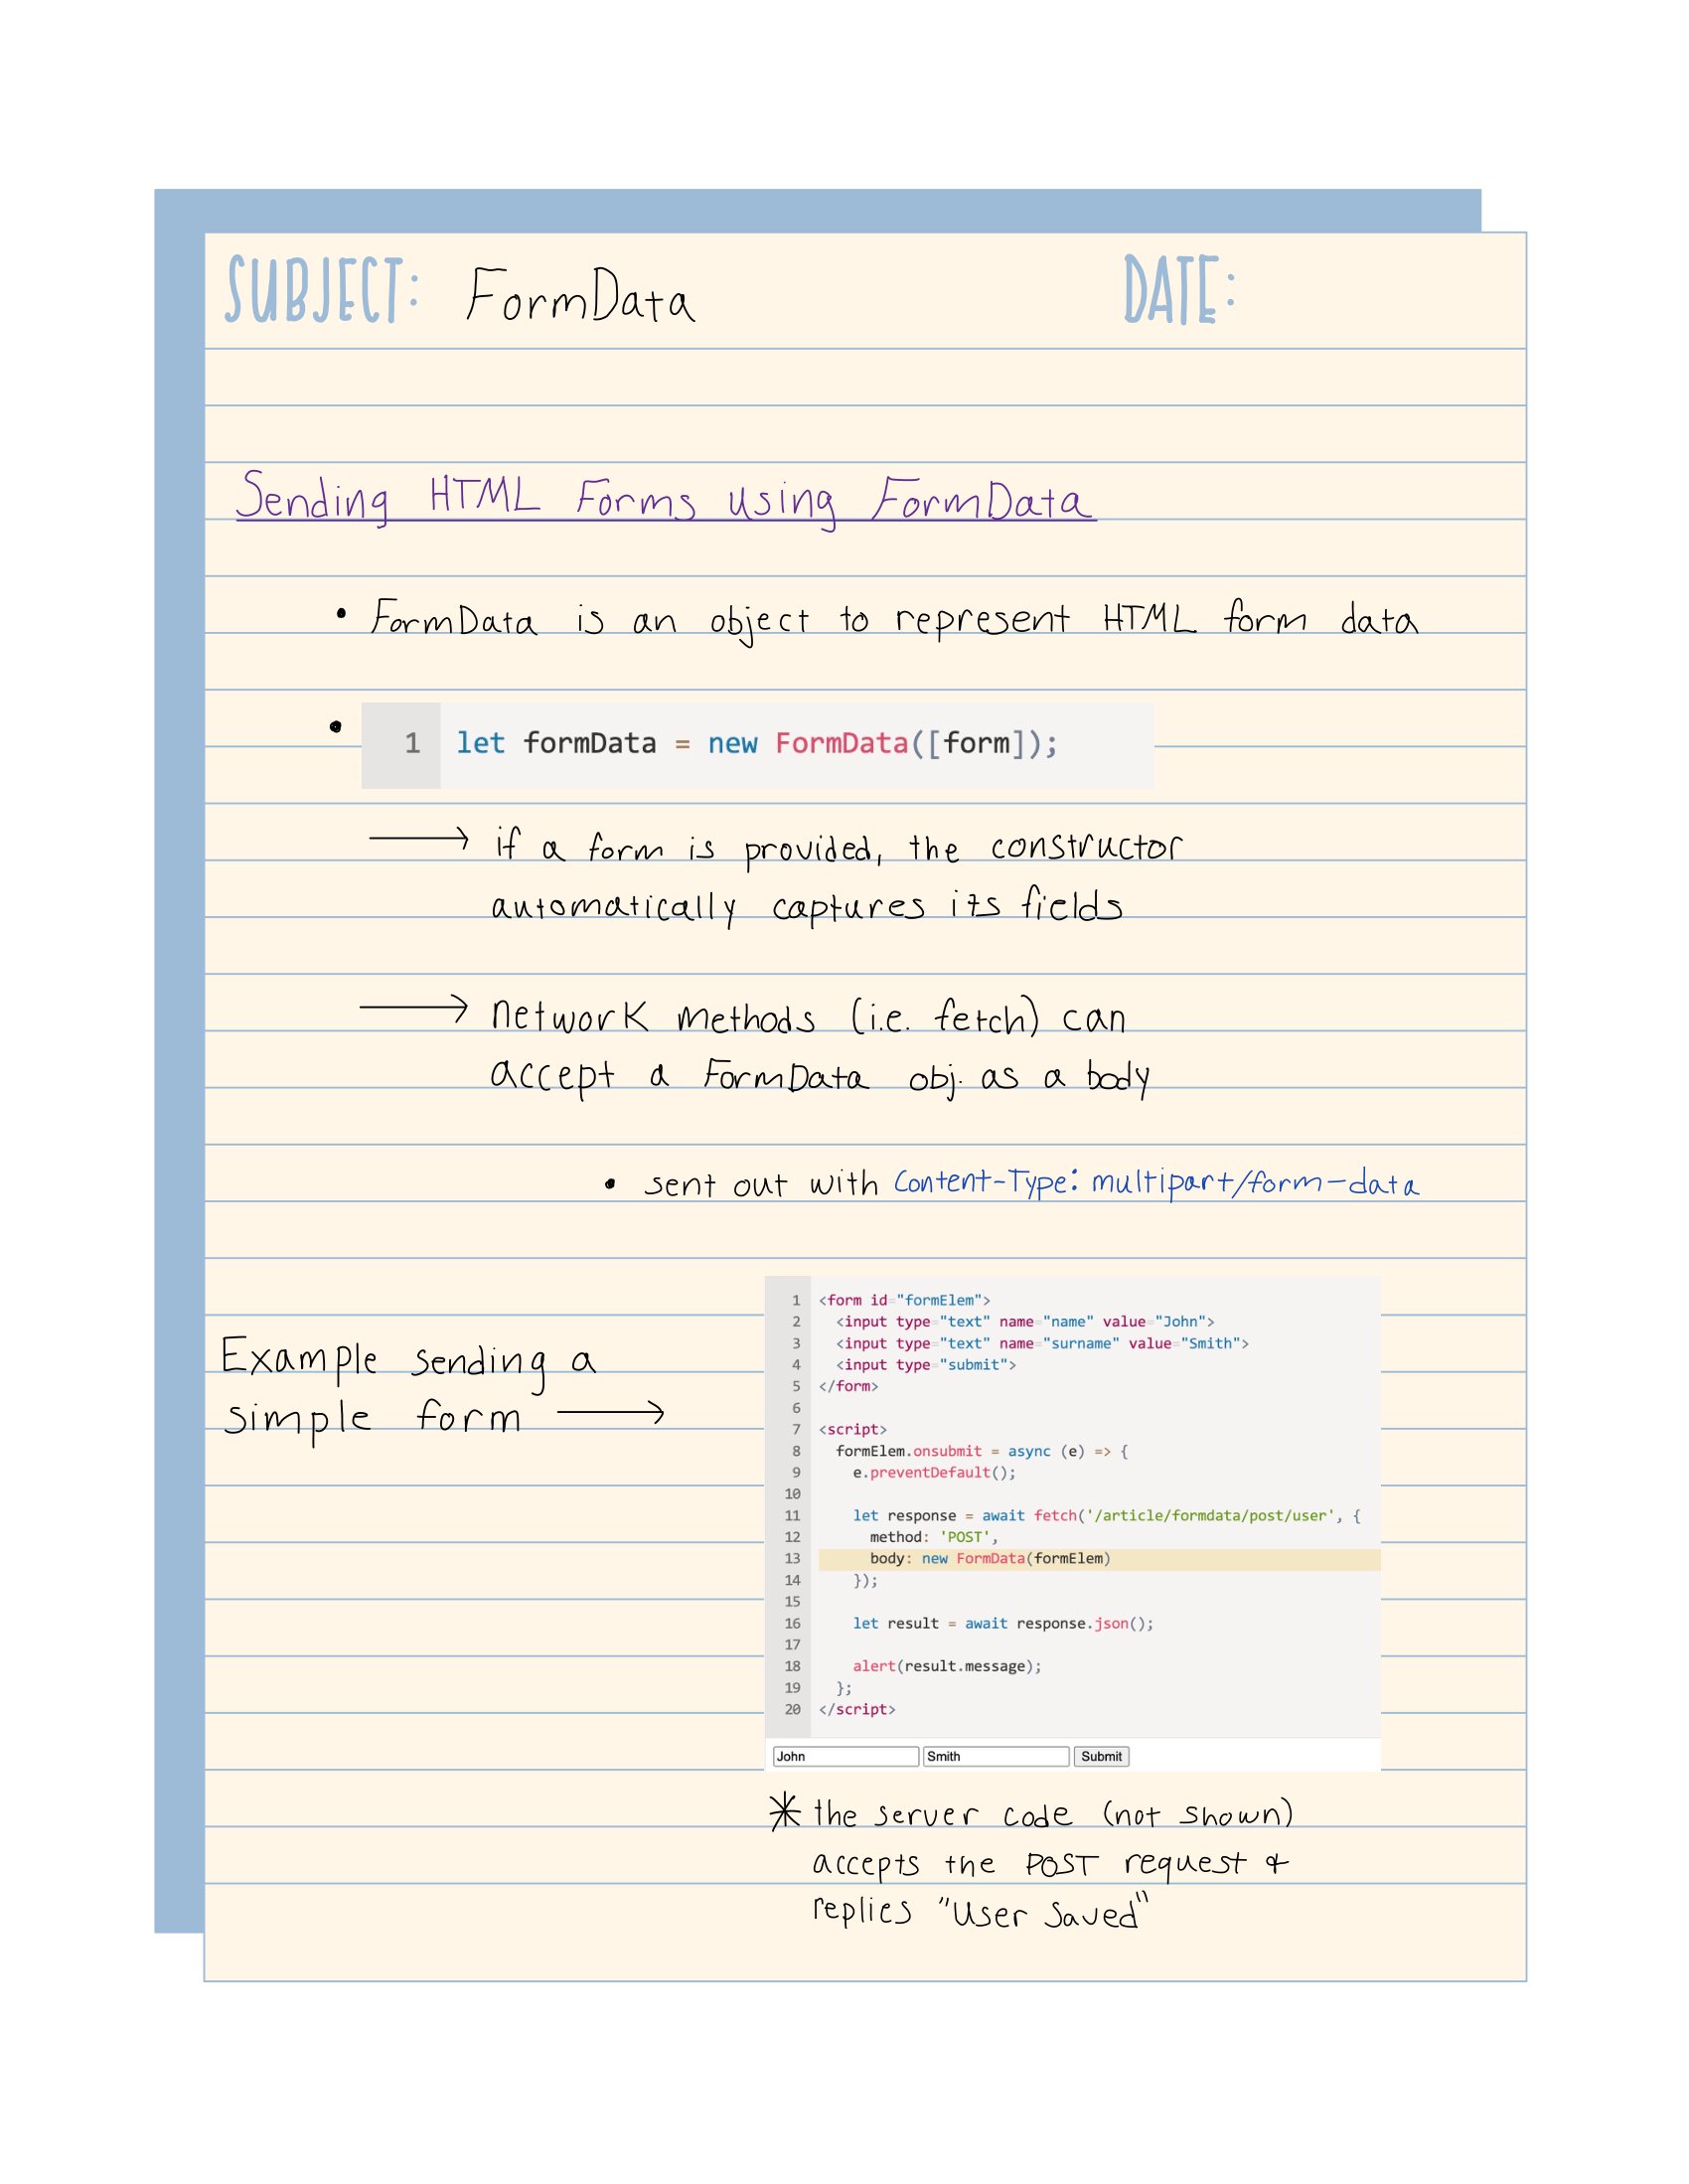 SUBJECT: FormData DATE:
Sending HTML Forms using FormData
• FormData is an object to represent HTML form data
• 1 let formData = new FormData([form]);
→ if a form is provided, the constructor
automatically captures its fields
→ network methods (i.e. fetch) can
accept a FormData obj. as a body
• sent out with Content-Type: multipart/form-data
Example sending a
simple form →
1 <form id="formElem">
2   <input type="text" name="name" value="John">
3   <input type="text" name="surname" value="Smith">
4   <input type="submit">
5 </form>
6
7 <script>
8   formElem.onsubmit = async (e) => {
9     e.preventDefault();
10
11     let response = await fetch('/article/formdata/post/user', {
12       method: 'POST',
13       body: new FormData(formElem)
14     });
15
16     let result = await response.json();
17
18     alert(result.message);
19   };
20 </script>
John Smith Submit
* the server code (not shown)
accepts the POST request &
replies "User Saved"